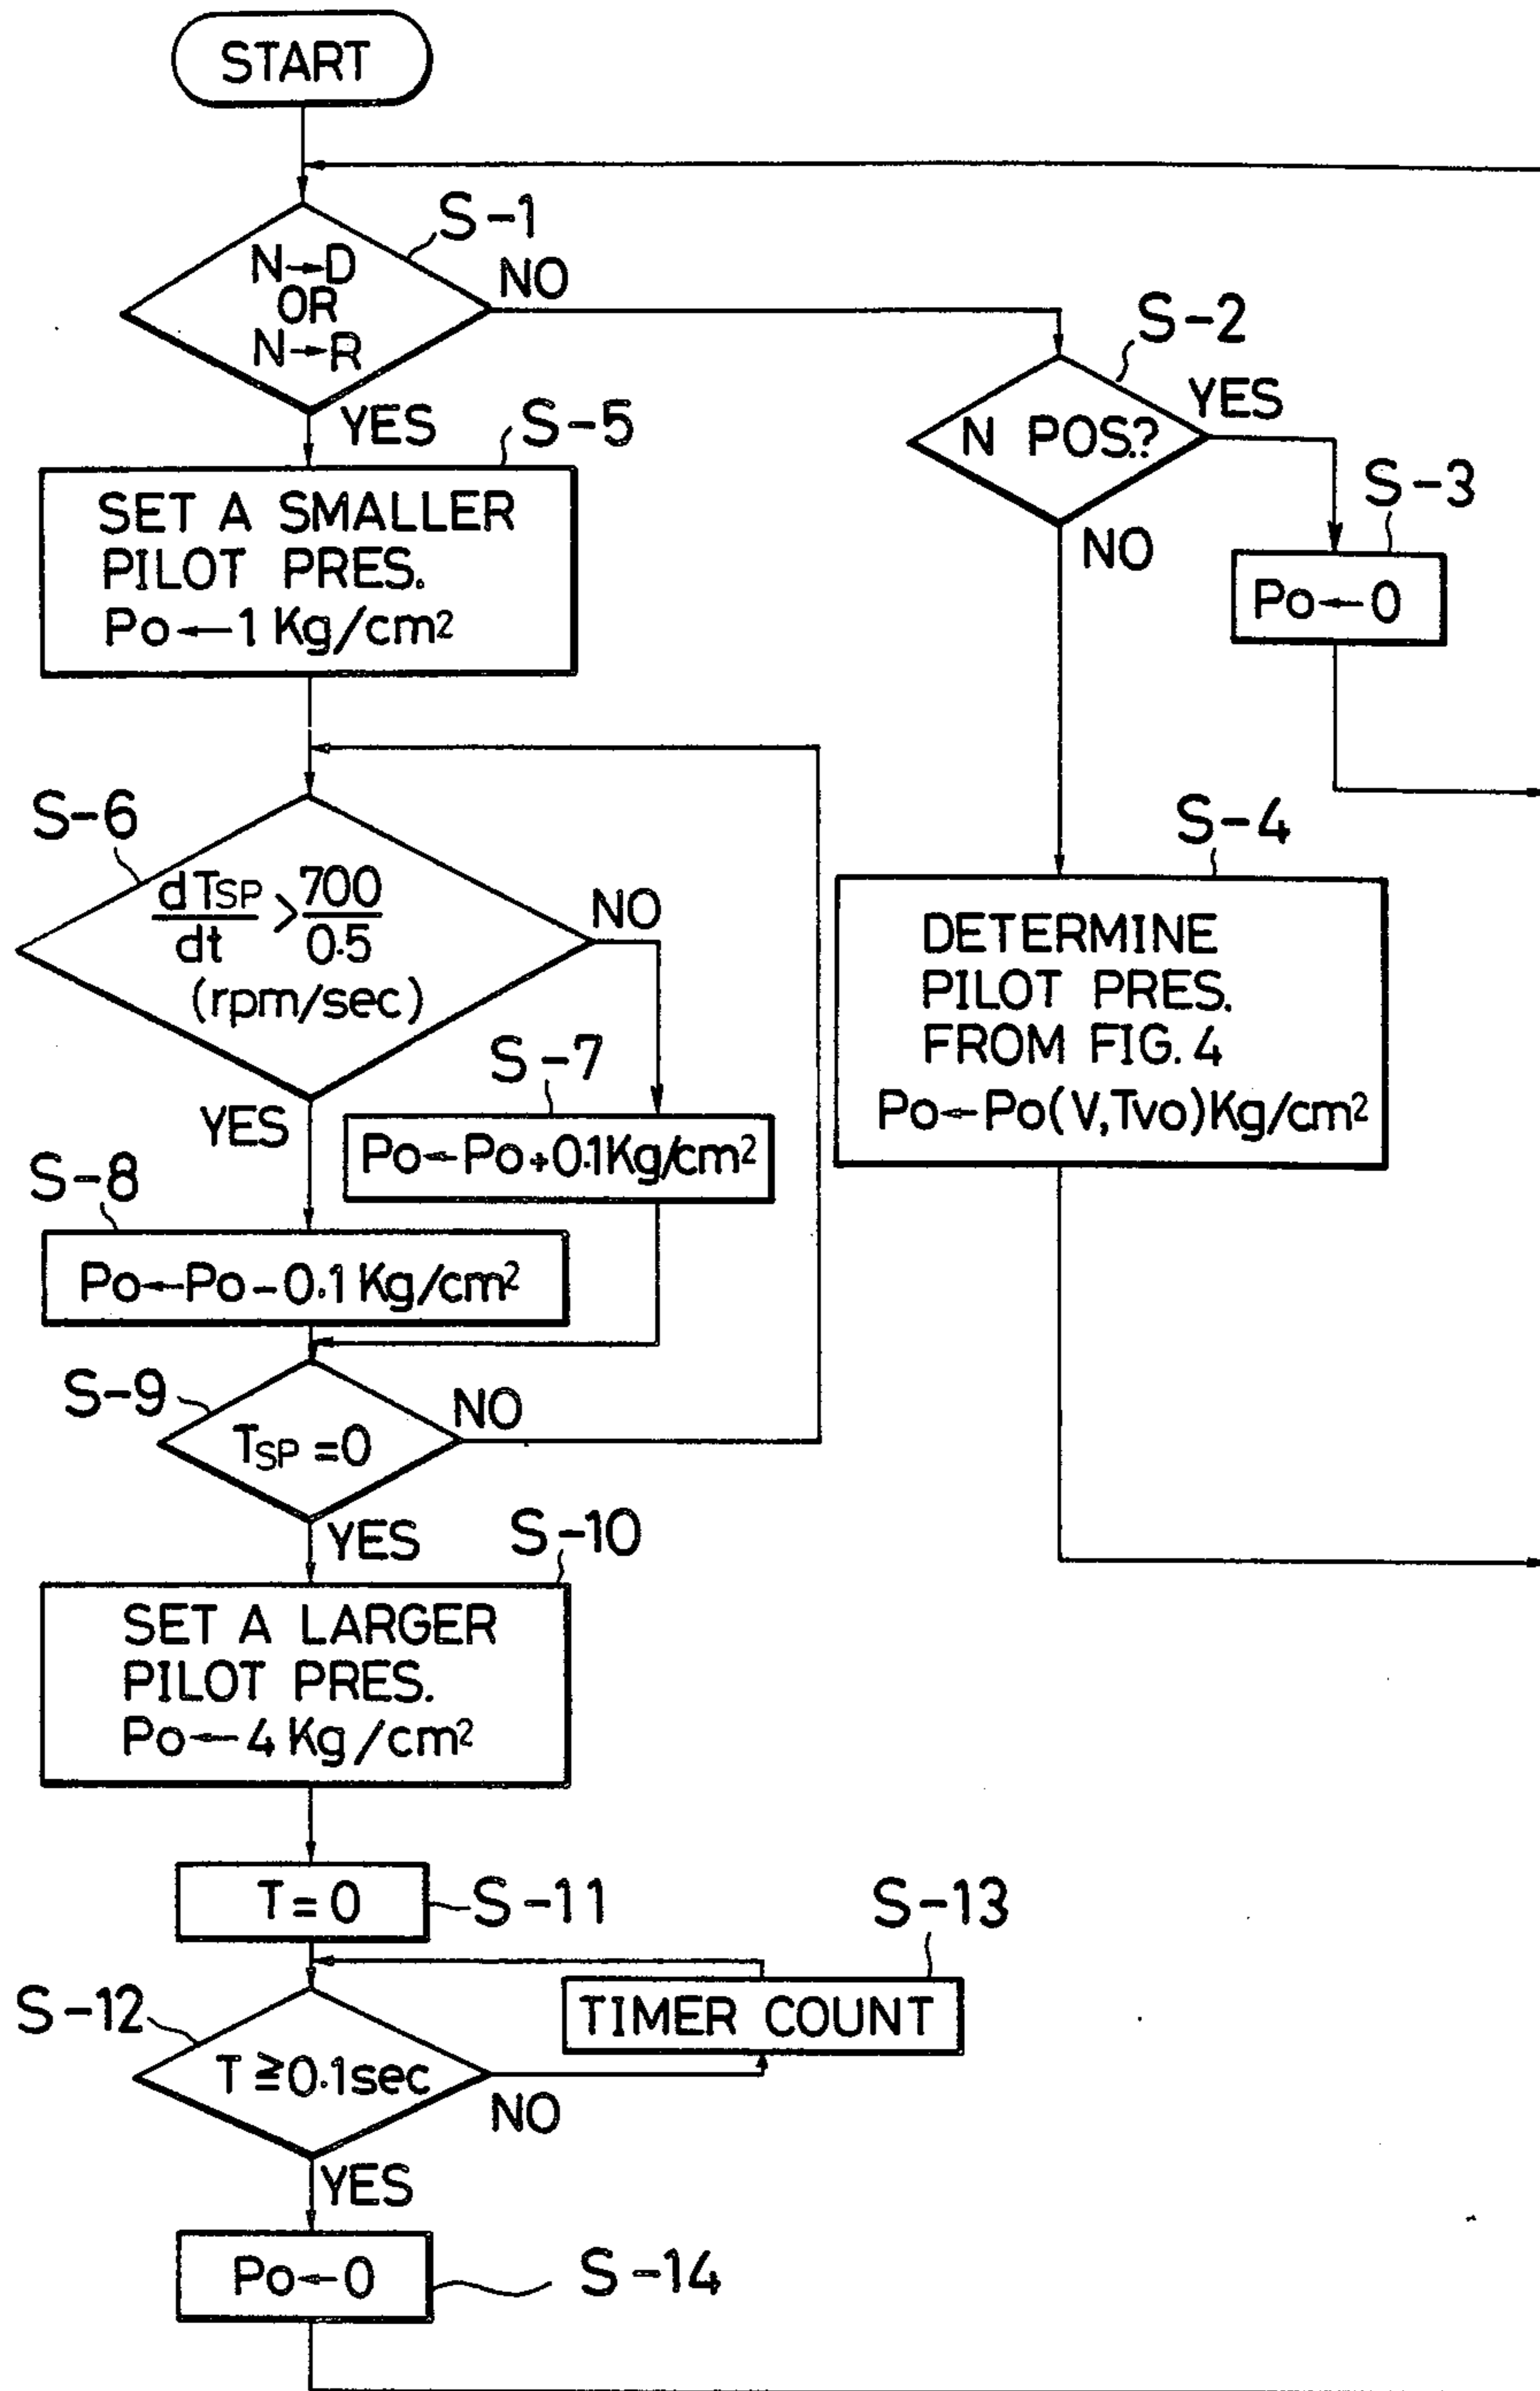 START
S-1
N→D
OR
N→R
NO
YES
S-2
N POS.?
YES
NO
S-3
Po←0
S-5
SET A SMALLER
PILOT PRES.
Po←1 Kg/cm²
S-6
dTSP/dt > 700/0.5
(rpm/sec)
NO
YES
S-4
DETERMINE
PILOT PRES.
FROM FIG. 4
Po←Po(V,Tvo)Kg/cm²
S-7
Po←Po+0.1Kg/cm²
S-8
Po←Po-0.1Kg/cm²
S-9
TSP=0
NO
YES
S-10
SET A LARGER
PILOT PRES.
Po←4 Kg/cm²
T=0
S-11
S-13
TIMER COUNT
S-12
T≧0.1sec
NO
YES
Po←0
S-14